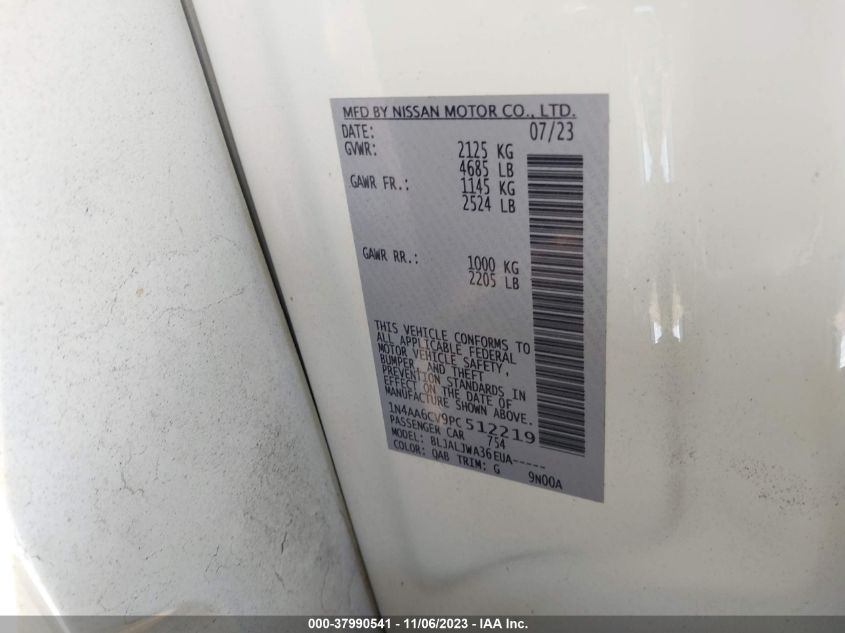 MFD BY NISSAN MOTOR CO., LTD.
DATE: 07/23
GVWR: 2125 KG
4685 LB
GAWR FR.: 1145 KG
2524 LB
GAWR RR.: 1000 KG
2205 LB
THIS VEHICLE CONFORMS TO
ALL APPLICABLE FEDERAL
MOTOR VEHICLE SAFETY,
BUMPER, AND THEFT
PREVENTION STANDARDS IN
EFFECT ON THE DATE OF
MANUFACTURE SHOWN ABOVE.
1N4AA6CV9PC512219
PASSENGER CAR 754
MODEL: BLJALJWA36EUA-----
COLOR: QAB TRIM: G 9N00A
000-37990541 - 11/06/2023 - IAA Inc.